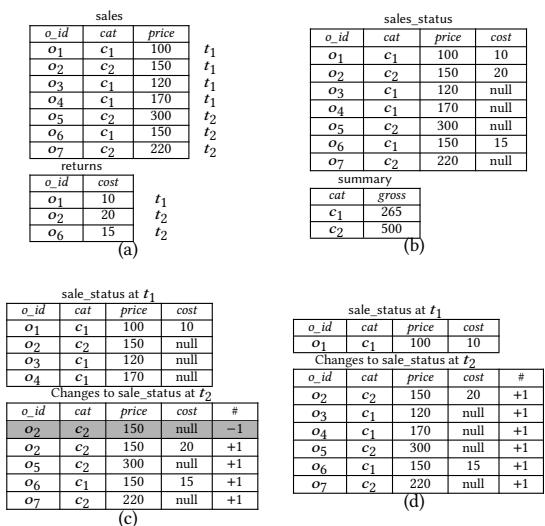 sales
o_id cat price
o1 c1 100 t1
o2 c2 150 t1
o3 c1 120 t1
o4 c1 170 t1
o5 c2 300 t2
o6 c1 150 t2
o7 c2 220 t2
returns
o_id cost
o1 10 t1
o2 20 t2
o6 15 t2
(a)
sales_status
o_id cat price cost
o1 c1 100 10
o2 c2 150 20
o3 c1 120 null
o4 c1 170 null
o5 c2 300 null
o6 c1 150 15
o7 c2 220 null
summary
cat gross
c1 265
c2 500
(b)
sale_status at t1
o_id cat price cost
o1 c1 100 10
o2 c2 150 null
o3 c1 120 null
o4 c1 170 null
Changes to sale_status at t2
o_id cat price cost #
o2 c2 150 null −1
o2 c2 150 20 +1
o5 c2 300 null +1
o6 c1 150 15 +1
o7 c2 220 null +1
(c)
sale_status at t1
o_id cat price cost
o1 c1 100 10
Changes to sale_status at t2
o_id cat price cost #
o2 c2 150 20 +1
o3 c1 120 null +1
o4 c1 170 null +1
o5 c2 300 null +1
o6 c1 150 15 +1
o7 c2 220 null +1
(d)